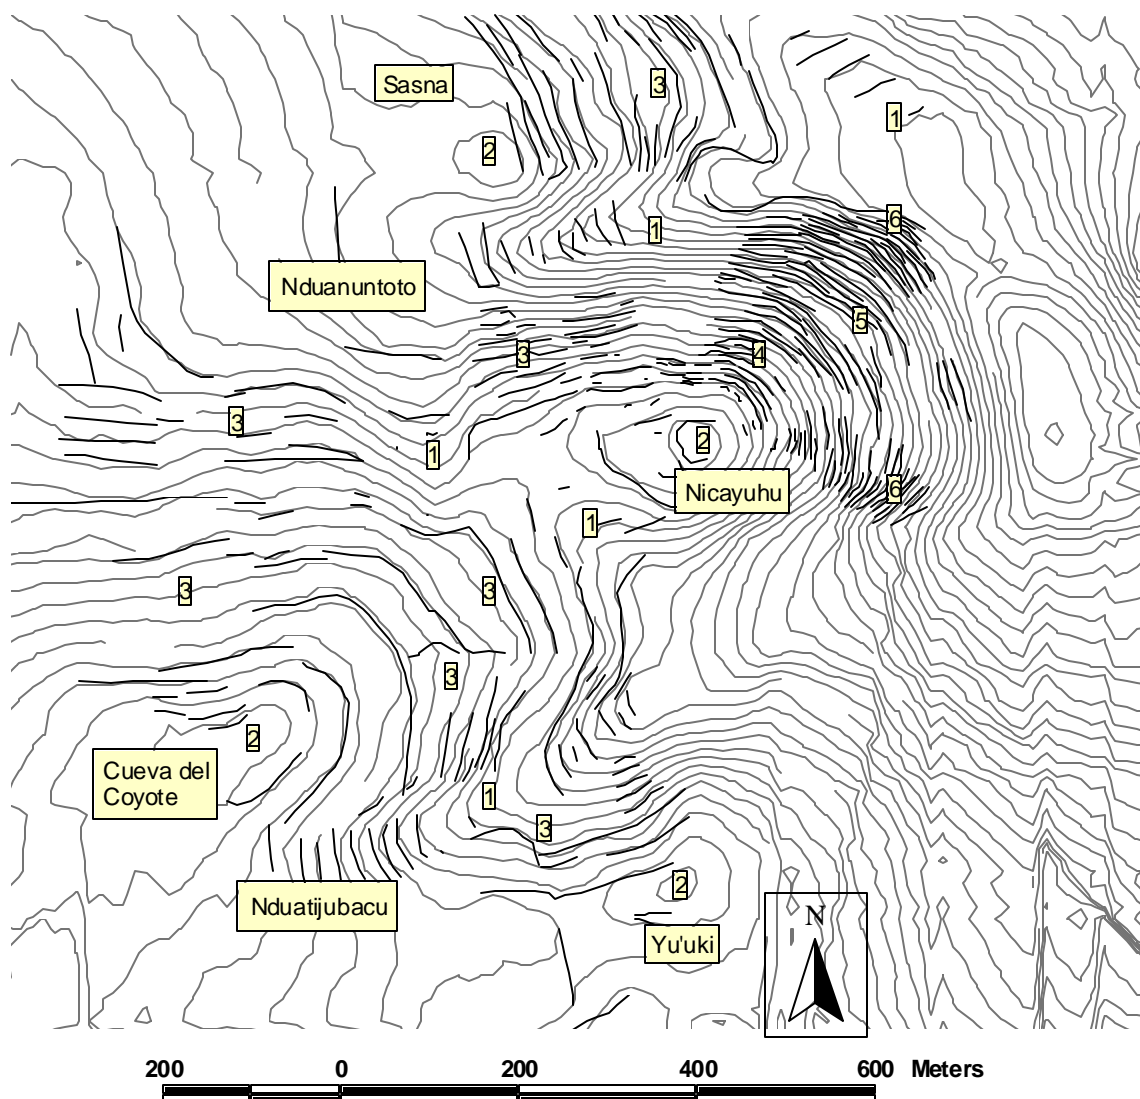 Sasna
3
1
2
6
1
Nduanuntoto
5
3
4
3
2
1
Nicayuhu
6
1
3
3
3
2
Cueva del
Coyote
1
3
2
Nduatijubacu
N
Yu'uki
200 0 200 400 600 Meters